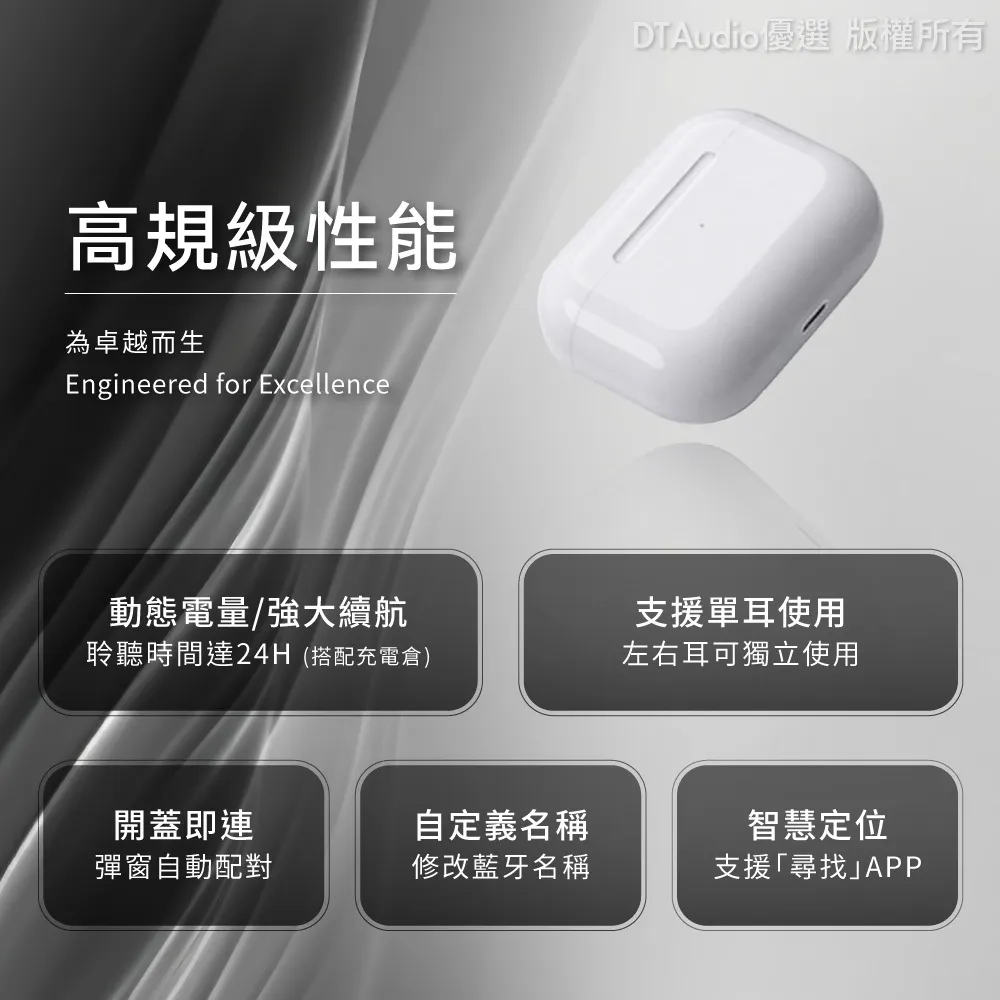 DTAudio優選 版權所有
高規級性能
為卓越而生
Engineered for Excellence
動態電量/強大續航
聆聽時間達24H (搭配充電倉)
支援單耳使用
左右耳可獨立使用
開蓋即連
彈窗自動配對
自定義名稱
修改藍牙名稱
智慧定位
支援「尋找」APP